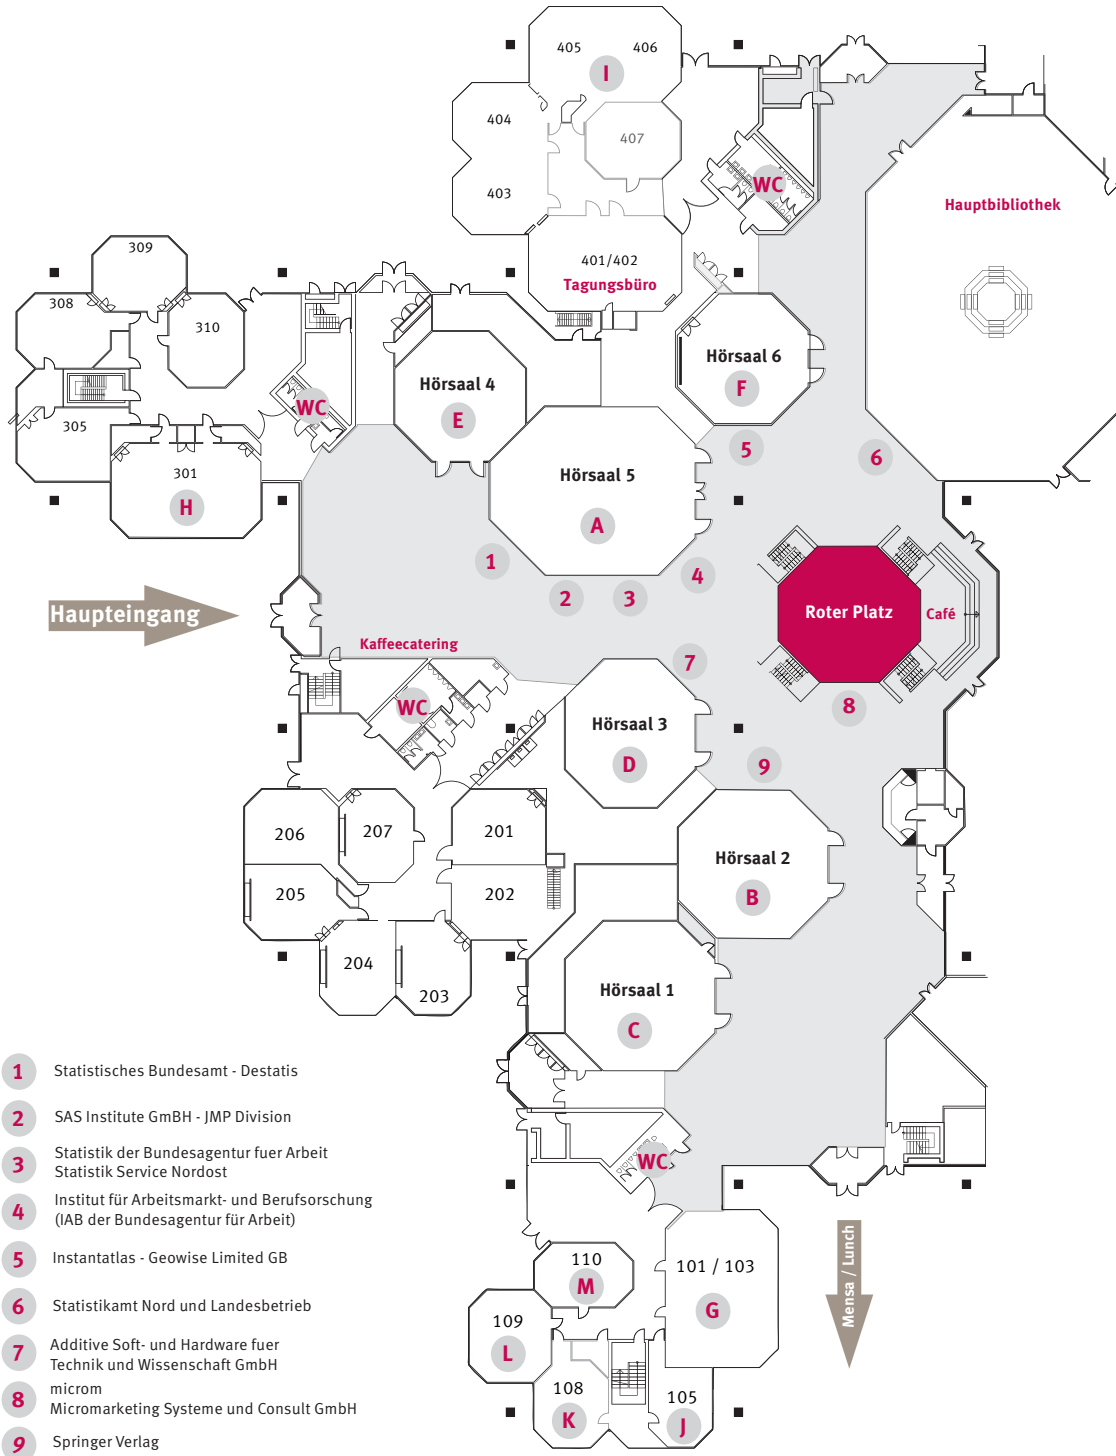 405
406
I
404
407
403
WC
Hauptbibliothek
401/402
Tagungsbüro
309
308
310
Hörsaal 4
E
Hörsaal 6
F
WC
305
301
H
Hörsaal 5
A
5
6
1
2
3
4
Haupteingang
Roter Platz
Café
Kaffeecatering
7
WC
8
Hörsaal 3
D
9
206
207
201
205
202
Hörsaal 2
B
204
203
Hörsaal 1
C
WC
110
M
101 / 103
G
109
L
108
K
105
J
Mensa / Lunch
1 Statistisches Bundesamt - Destatis
2 SAS Institute GmBH - JMP Division
3 Statistik der Bundesagentur fuer Arbeit
Statistik Service Nordost
4 Institut für Arbeitsmarkt- und Berufsorschung
(IAB der Bundesagentur für Arbeit)
5 Instantatlas - Geowise Limited GB
6 Statistikamt Nord und Landesbetrieb
7 Additive Soft- und Hardware fuer
Technik und Wissenschaft GmbH
8 microm
Micromarketing Systeme und Consult GmbH
9 Springer Verlag